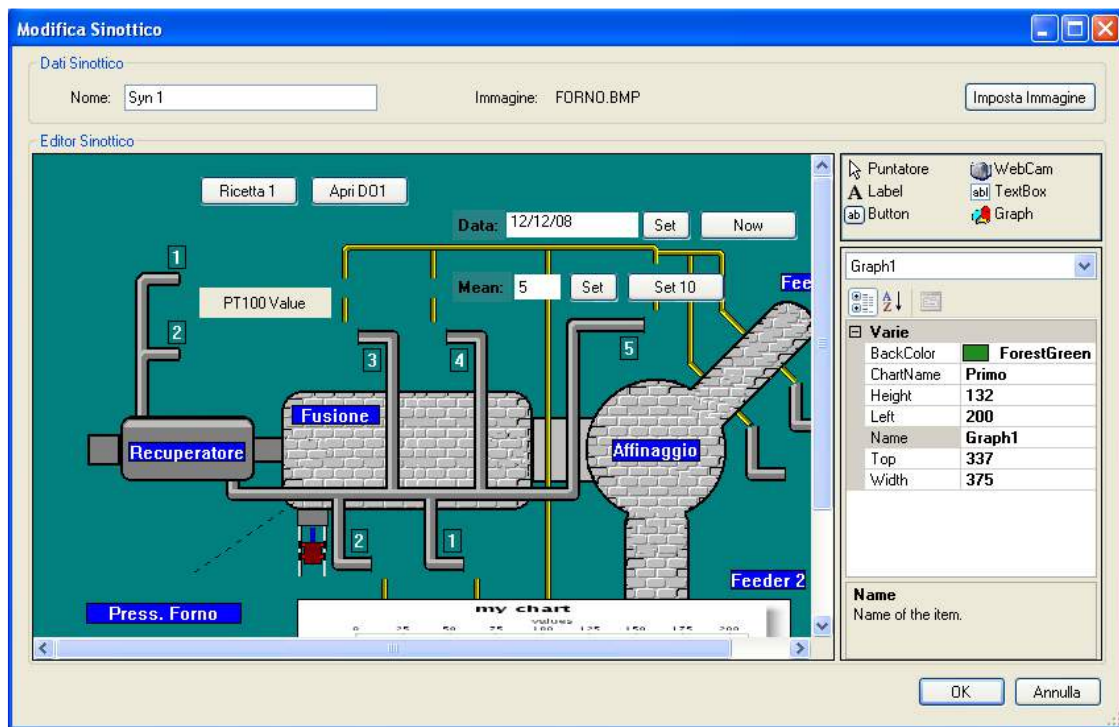 Modifica Sinottico
Dati Sinottico
Nome: Syn 1 Immagine: FORNO.BMP Imposta Immagine
Editor Sinottico
Ricetta 1 Apri DO1
Data: 12/12/08 Set Now
1
Mean: 5 Set Set 10
Fee
PT100 Value
2
3
4
5
Fusione
Recuperatore
Affinaggio
2
1
Feeder 2
Press. Forno
my chart
values
0 25 50 75 100 125 150 175 200
Puntatore WebCam
A Label abl TextBox
ab Button Graph
Graph1
A
Z
Varie
BackColor ForestGreen
ChartName Primo
Height 132
Left 200
Name Graph1
Top 337
Width 375
Name
Name of the item.
OK Annulla